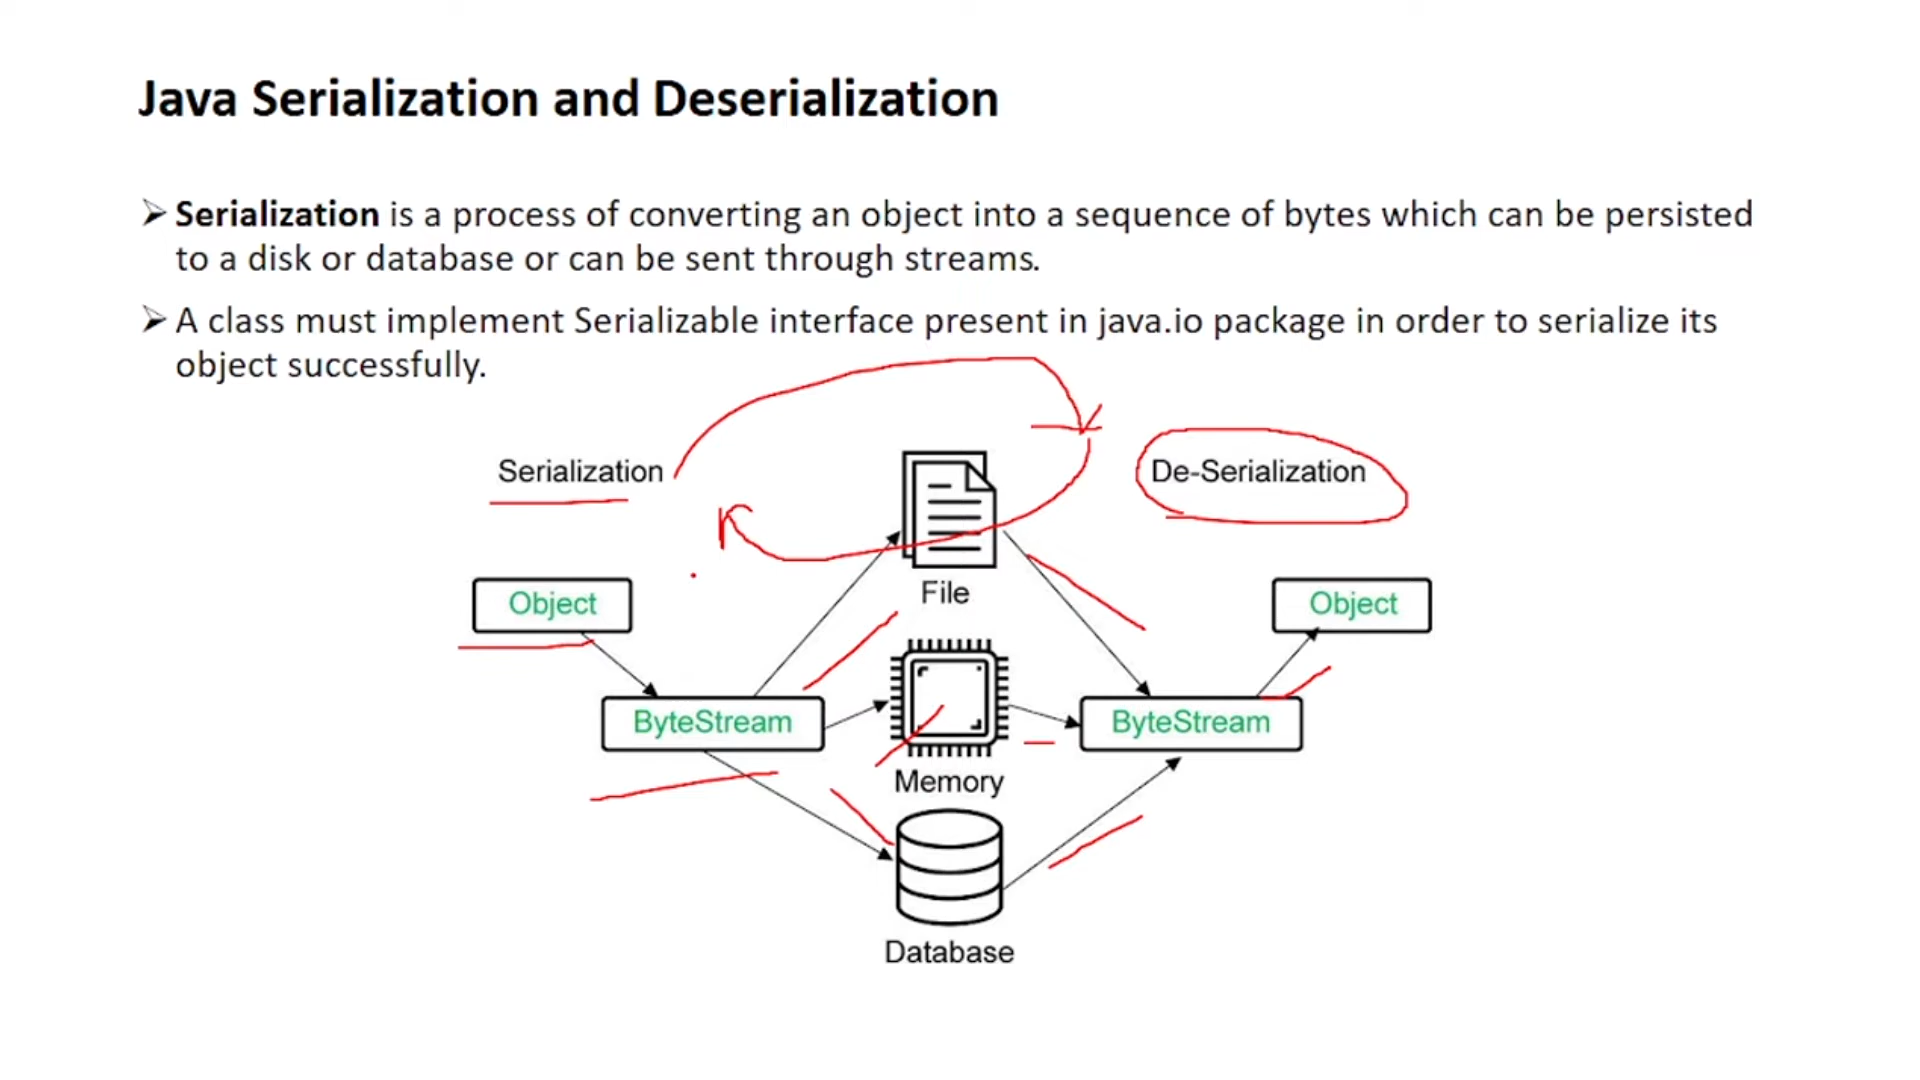 Java Serialization and Deserialization
➢ Serialization is a process of converting an object into a sequence of bytes which can be persisted
to a disk or database or can be sent through streams.
➢ A class must implement Serializable interface present in java.io package in order to serialize its
object successfully.
Serialization
De-Serialization
File
Object
Object
ByteStream
ByteStream
Memory
Database